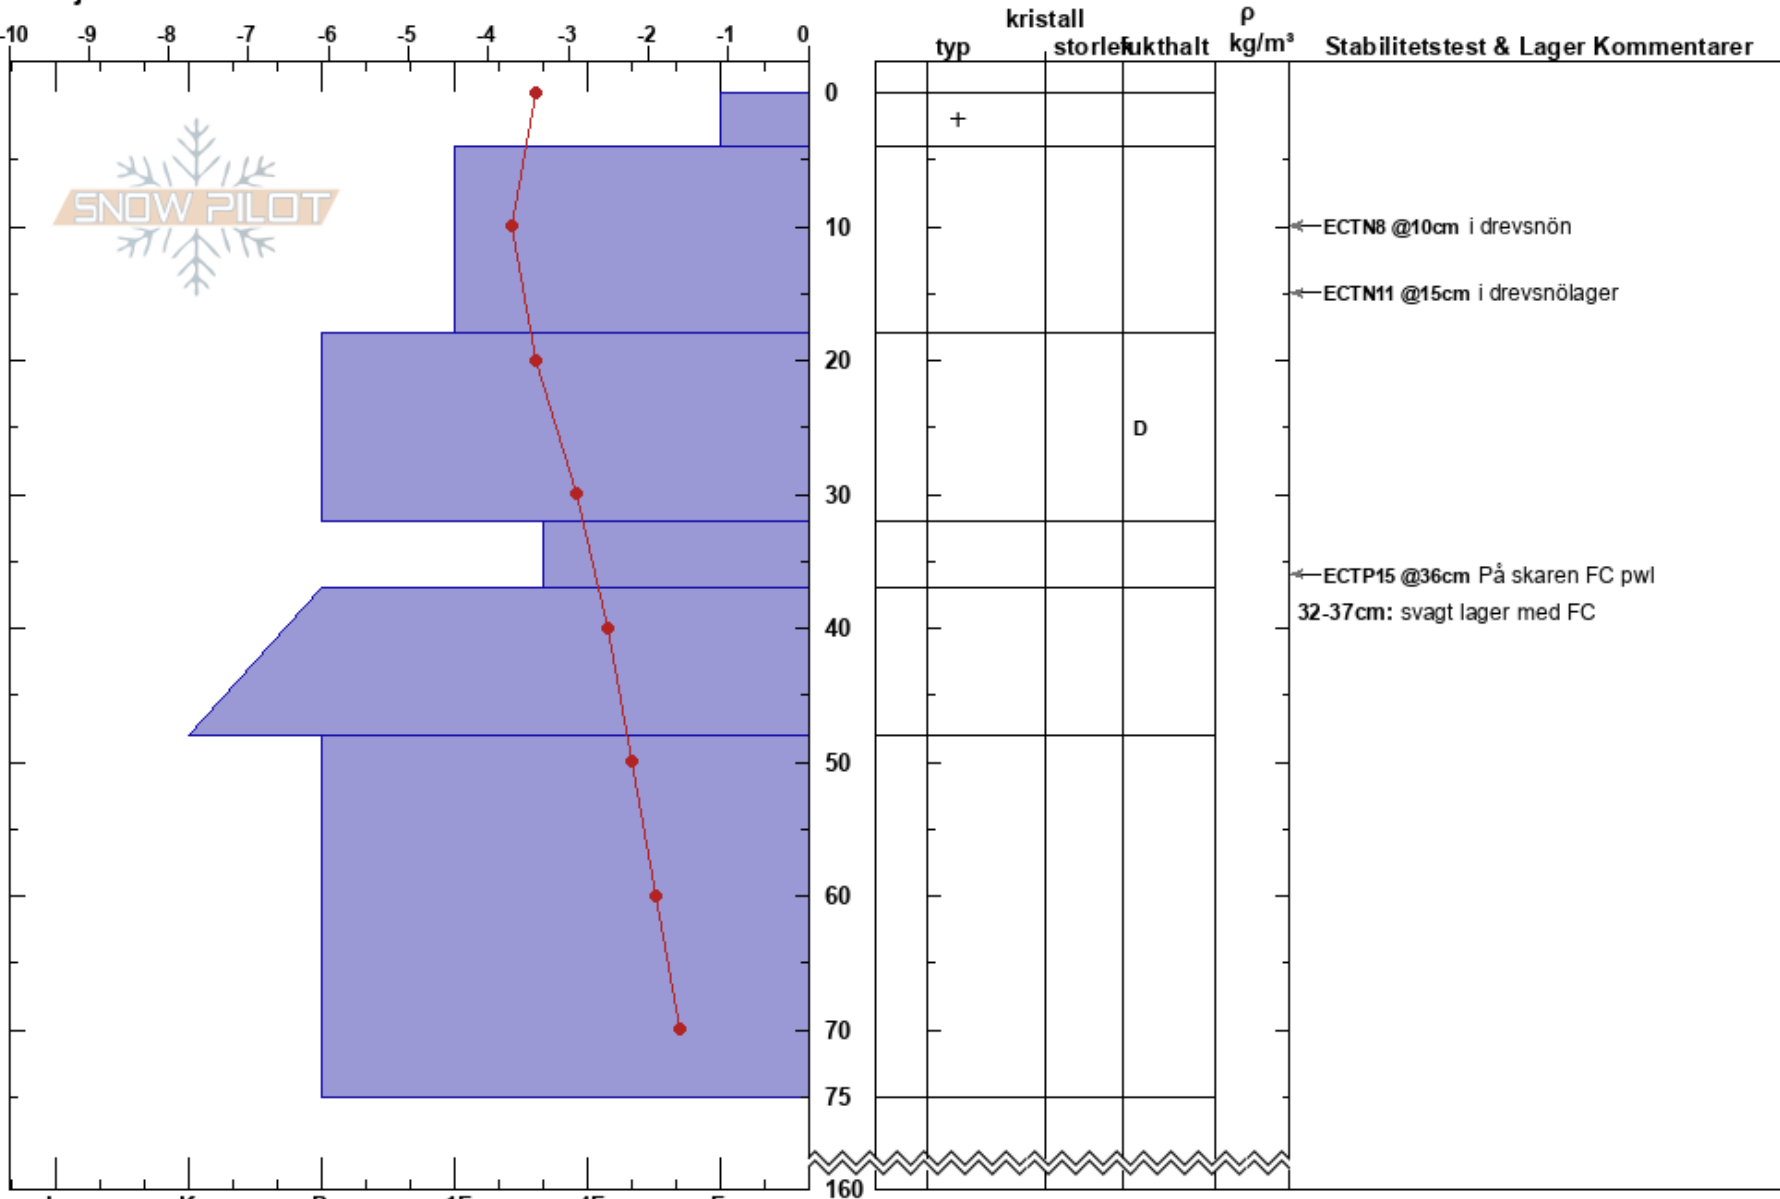 kristall ρ
-10 -9 -8 -7 -6 -5 -4 -3 -2 -1 0 typ storlek fukthalt kg/m³ Stabilitetstest & Lager Kommentarer
0
+
SNOW PILOT
10 ECTN8 @10cm i drevsnön
ECTN11 @15cm i drevsnölager
20
D
30
ECTP15 @36cm På skaren FC pwl
32-37cm: svagt lager med FC
40
50
60
70
75
160